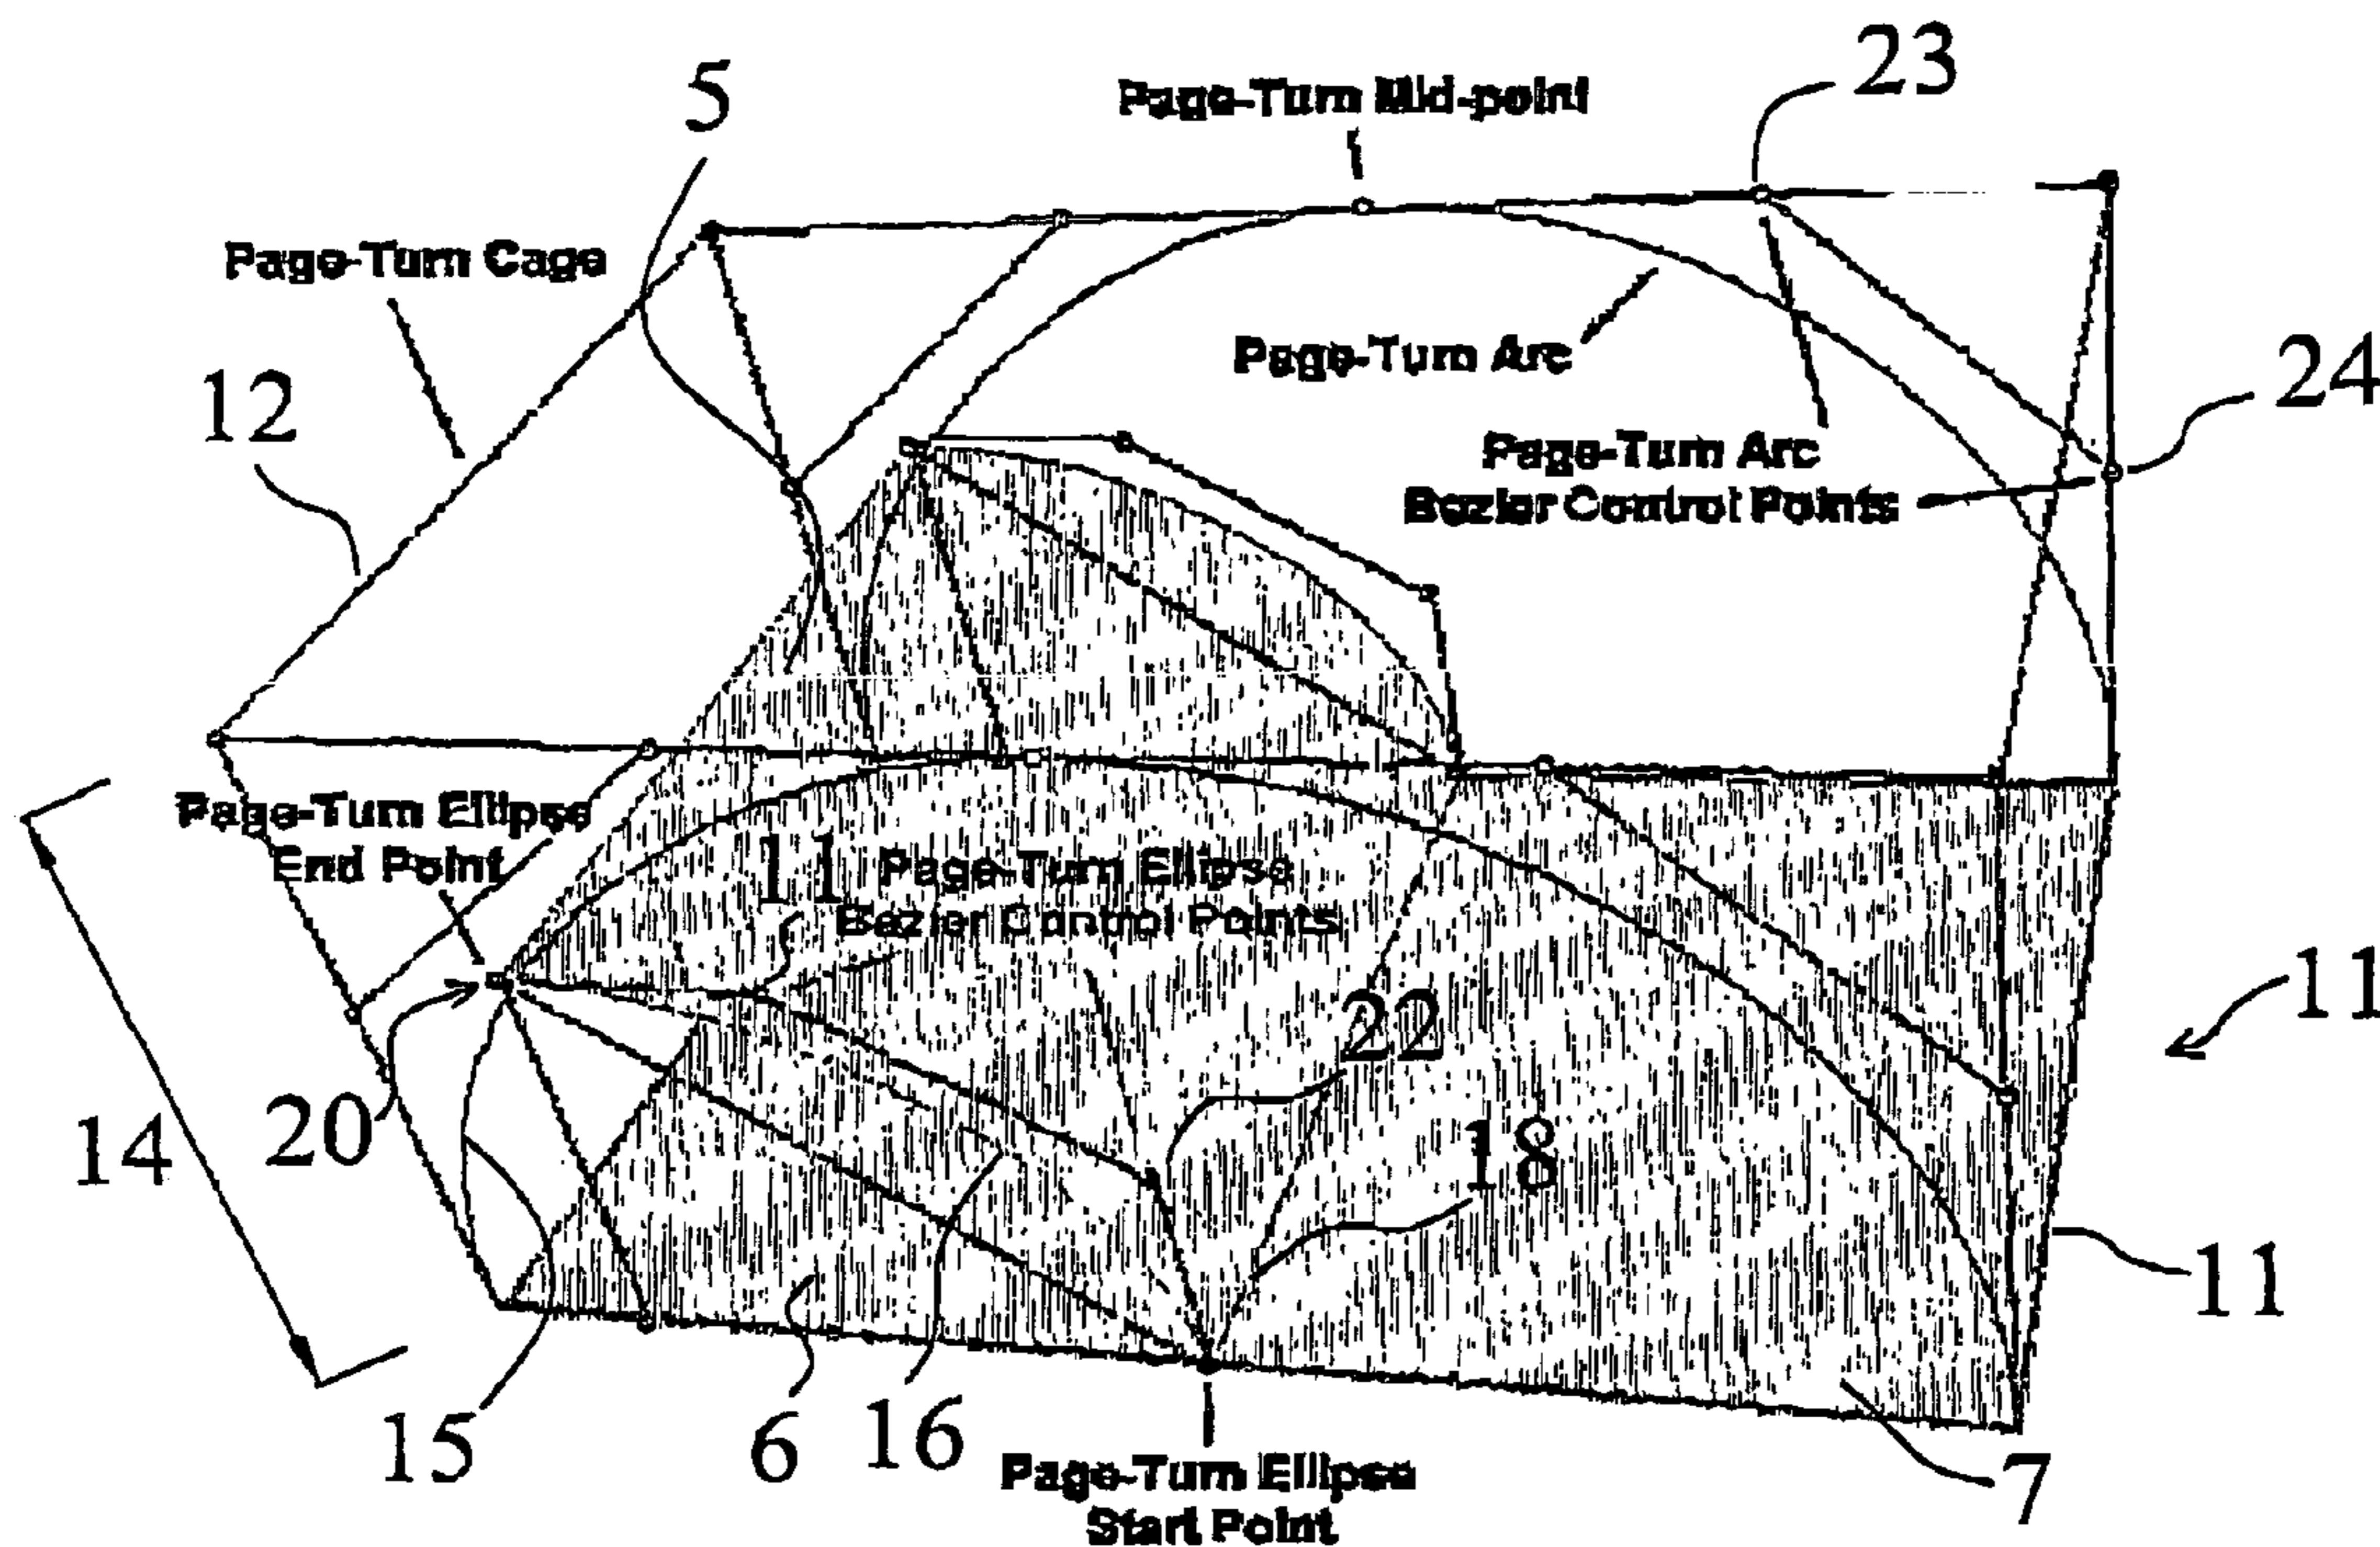 5
Page-Turn Mid-point
23
Page-Turn Cage
12
Page-Turn Arc
24
Page-Turn Arc
Bezier Control Points
Page-Turn Ellipse
End Point
11
Page-Turn Ellipse
Bezier Control Points
22
11
14
20
18
11
15
6
16
Page-Turn Ellipse
Start Point
7